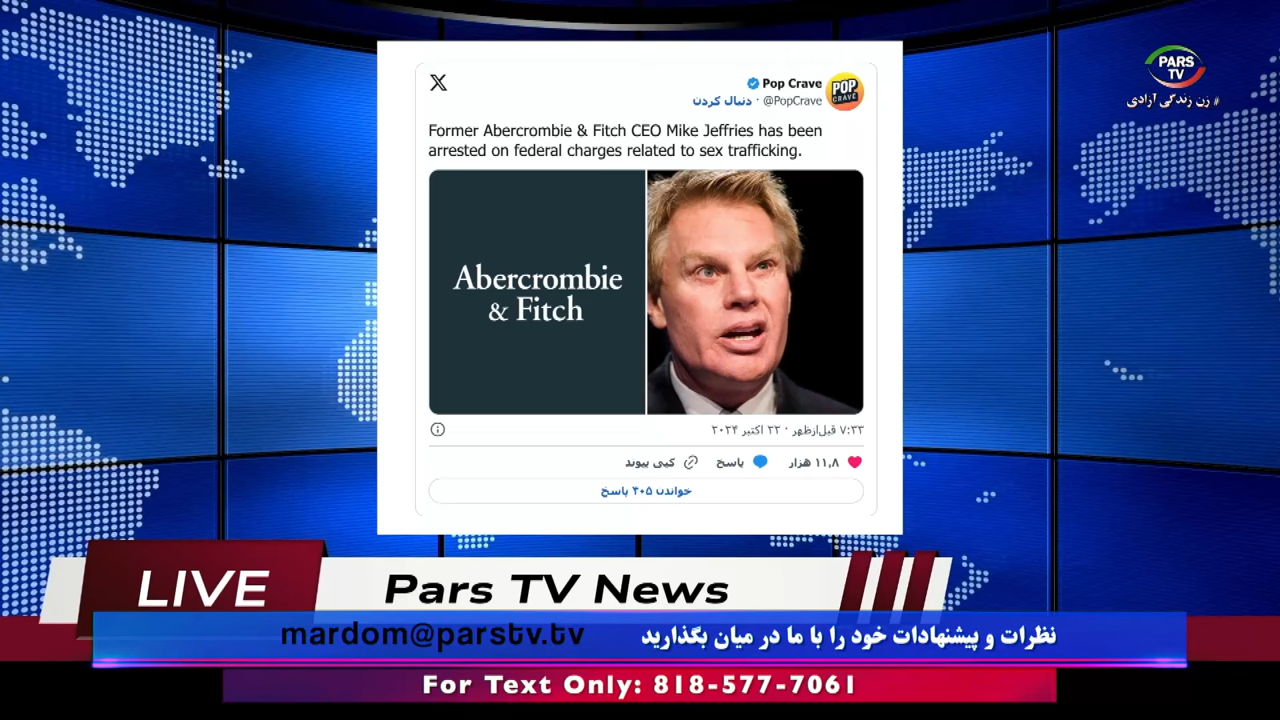 PARS
TV
# زن زندگی آزادی
X
Pop Crave
@PopCrave · دنبال کردن
POP
CRAVE
Former Abercrombie & Fitch CEO Mike Jeffries has been
arrested on federal charges related to sex trafficking.
Abercrombie
& Fitch
۷:۳۳ قبل‌ازظهر · ۲۲ اکتبر ۲۰۲۴
۱۱٫۸ هزار پاسخ کپی پیوند
خواندن ۳۰۵ پاسخ
LIVE
Pars TV News
نظرات و پیشنهادات خود را با ما در میان بگذارید mardom@parstv.tv
For Text Only: 818-577-7061